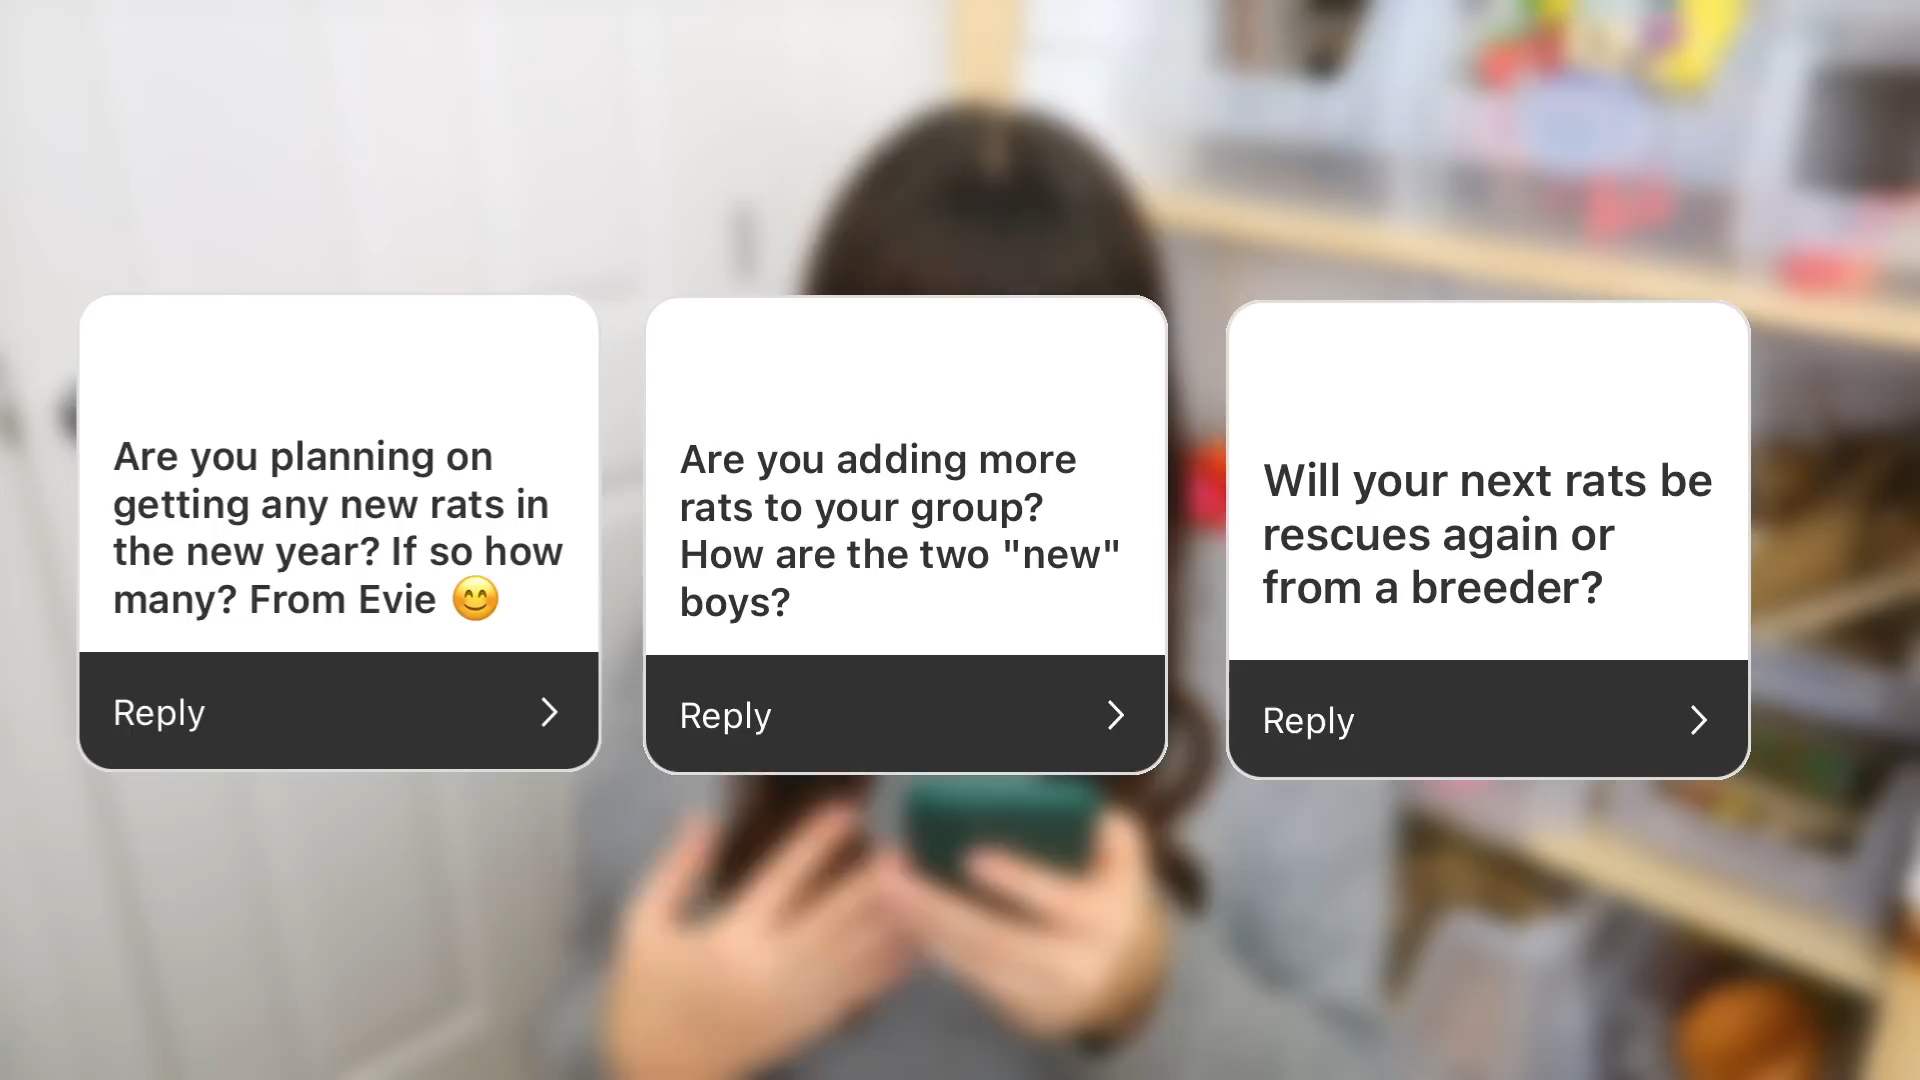 Are you planning on
getting any new rats in
the new year? If so how
many? From Evie 😊
Reply
Are you adding more
rats to your group?
How are the two "new"
boys?
Reply
Will your next rats be
rescues again or
from a breeder?
Reply